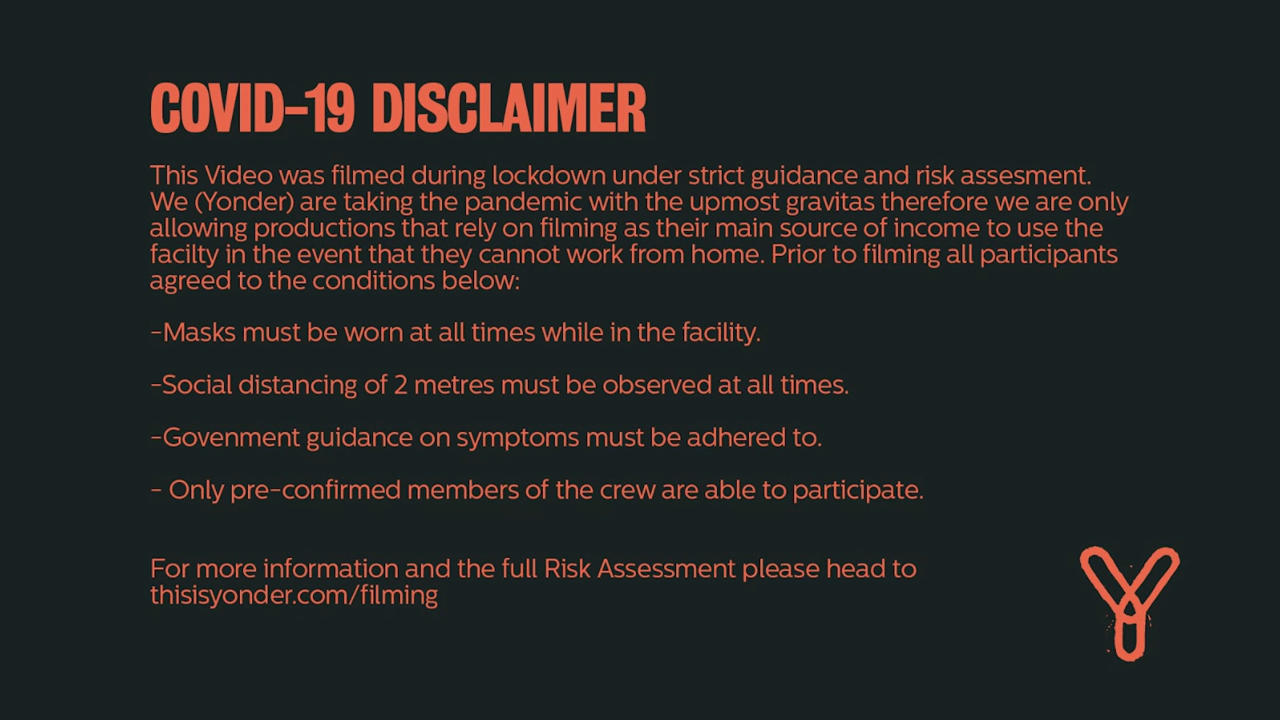 COVID-19 DISCLAIMER
This Video was filmed during lockdown under strict guidance and risk assesment.
We (Yonder) are taking the pandemic with the upmost gravitas therefore we are only
allowing productions that rely on filming as their main source of income to use the
facilty in the event that they cannot work from home. Prior to filming all participants
agreed to the conditions below:
-Masks must be worn at all times while in the facility.
-Social distancing of 2 metres must be observed at all times.
-Govenment guidance on symptoms must be adhered to.
- Only pre-confirmed members of the crew are able to participate.
For more information and the full Risk Assessment please head to
thisisyonder.com/filming
Y